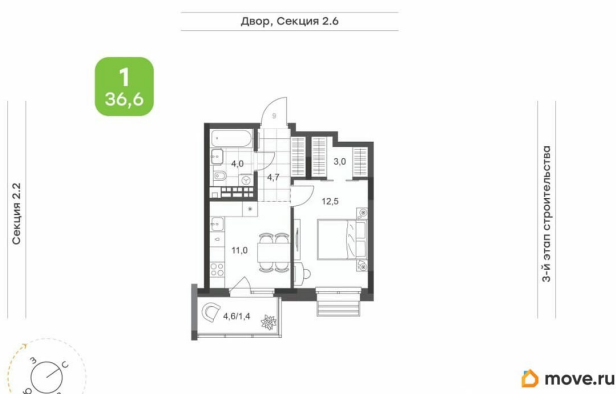 Двор, Секция 2.6
1
36,6
Секция 2.2
3-й этап строительства
4,0
4,7
3,0
12,5
11,0
4,6/1,4
З
С
move.ru